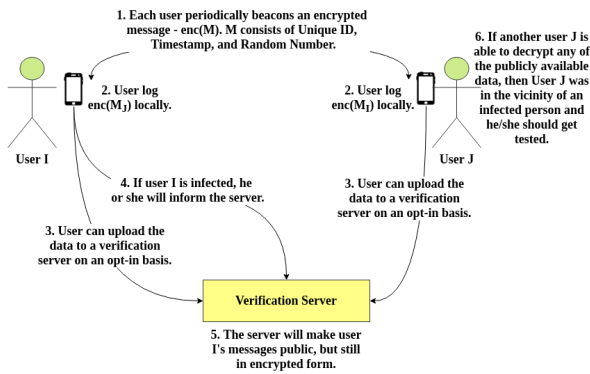 1. Each user periodically beacons an encrypted
message - enc(M). M consists of Unique ID,
Timestamp, and Random Number.
6. If another user J is
able to decrypt any of
the publicly available
data, then User J was
in the vicinity of an
infected person and
he/she should get
tested.
2. User log
enc(MJ) locally.
2. User log
enc(MI) locally.
User I
User J
4. If user I is infected, he
or she will inform the server.
3. User can upload the
data to a verification
server on an opt-in basis.
3. User can upload the
data to a verification
server on an opt-in basis.
Verification Server
5. The server will make user
I's messages public, but still
in encrypted form.